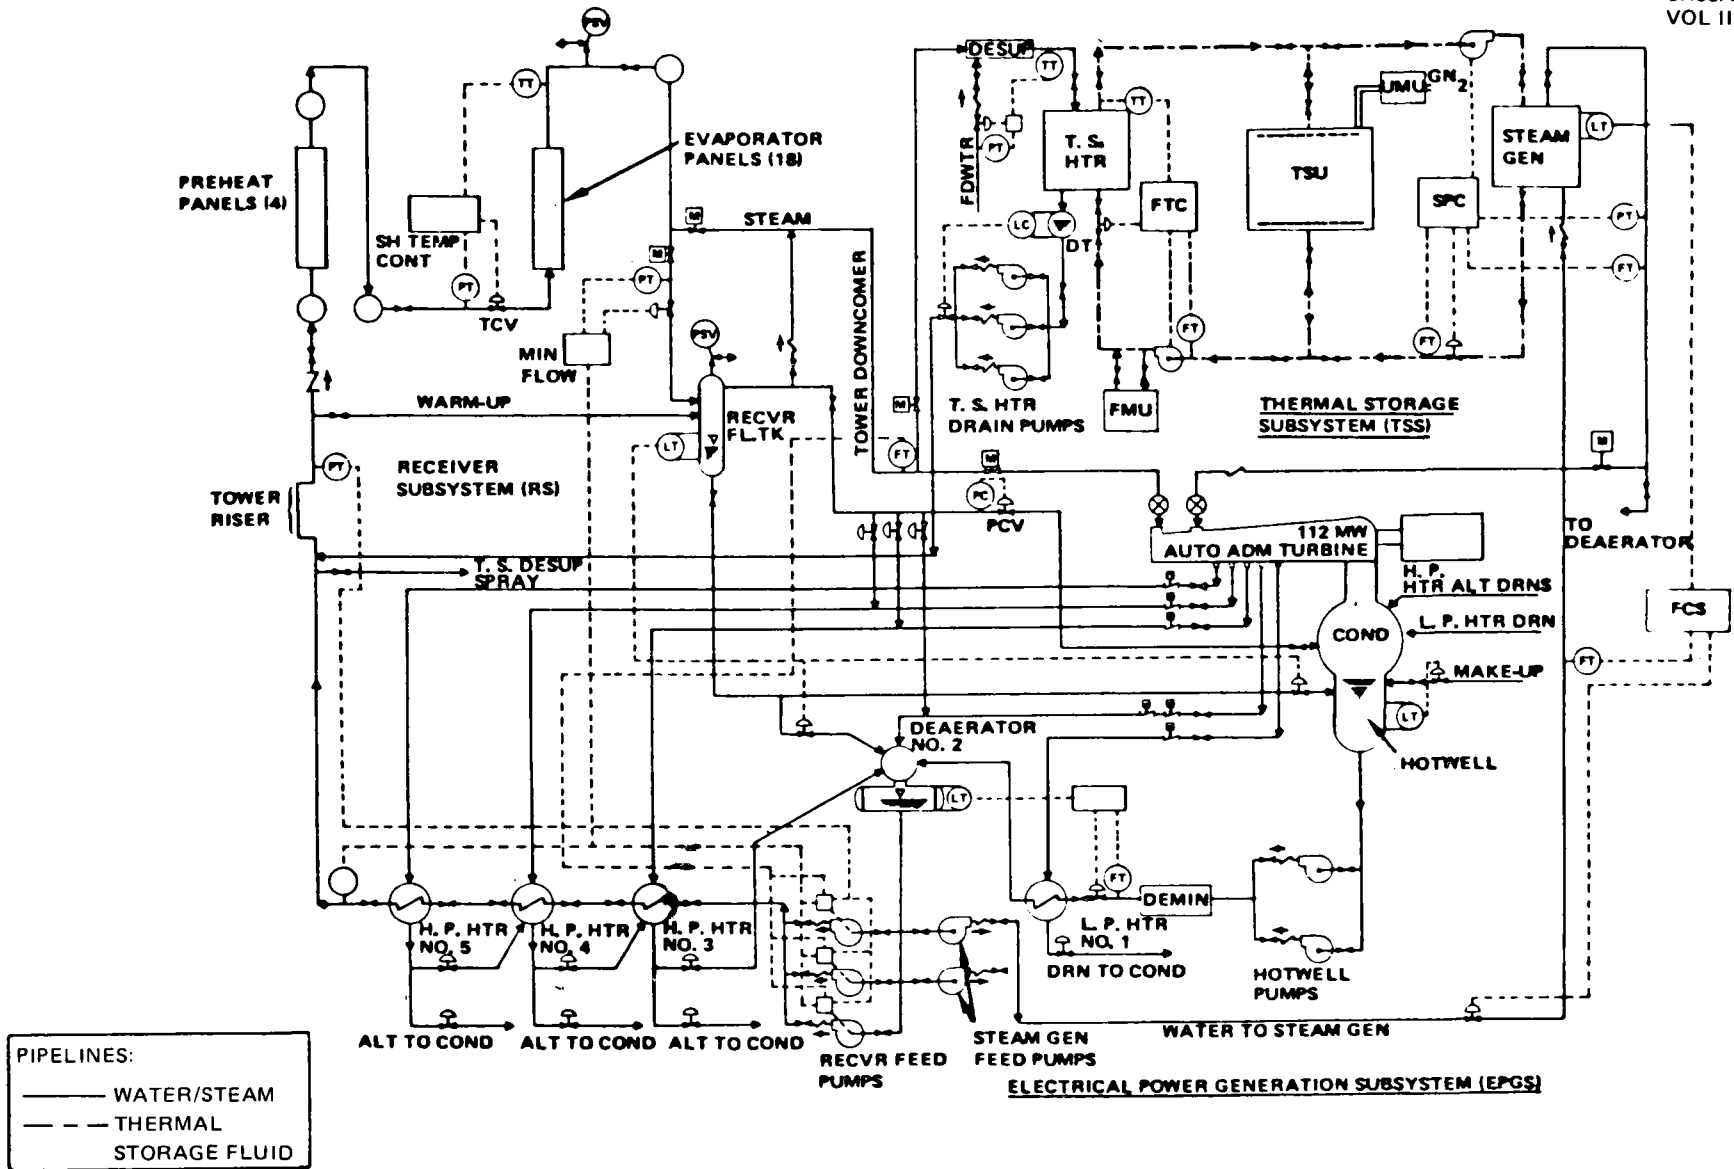 VOL II
PSV
DESUP
TT
TT
TT
UMU
GN2
PT
LT
EVAPORATOR
PANELS (18)
T. S.
HTR
STEAM
GEN
TSU
PREHEAT
PANELS (4)
FDWTR
FTC
SPC
M
STEAM
LC
DT
PT
SH TEMP
CONT
M
FT
PT
PT
TCV
PSV
FT
FT
MIN
FLOW
TOWER DOWNCOMER
WARM-UP
RECVR
FL.TK
M
T. S. HTR
DRAIN PUMPS
FMU
THERMAL STORAGE
SUBSYSTEM (TSS)
LT
FT
M
M
PT
RECEIVER
SUBSYSTEM (RS)
PC
TOWER
RISER
PCV
112 MW
AUTO ADM TURBINE
TO
DEAERATOR
T. S. DESUP
SPRAY
H. P.
HTR ALT DRNS
FCS
COND
L. P. HTR DRN
FT
MAKE-UP
LT
DEAERATOR
NO. 2
HOTWELL
LT
FT
DEMIN
H. P. HTR
NO. 5
H. P. HTR
NO. 4
H. P. HTR
NO. 3
L. P. HTR
NO. 1
DRN TO COND
HOTWELL
PUMPS
WATER TO STEAM GEN
ALT TO COND
ALT TO COND
ALT TO COND
RECVR FEED
PUMPS
STEAM GEN
FEED PUMPS
ELECTRICAL POWER GENERATION SUBSYSTEM (EPGS)
PIPELINES:
WATER/STEAM
THERMAL
STORAGE FLUID